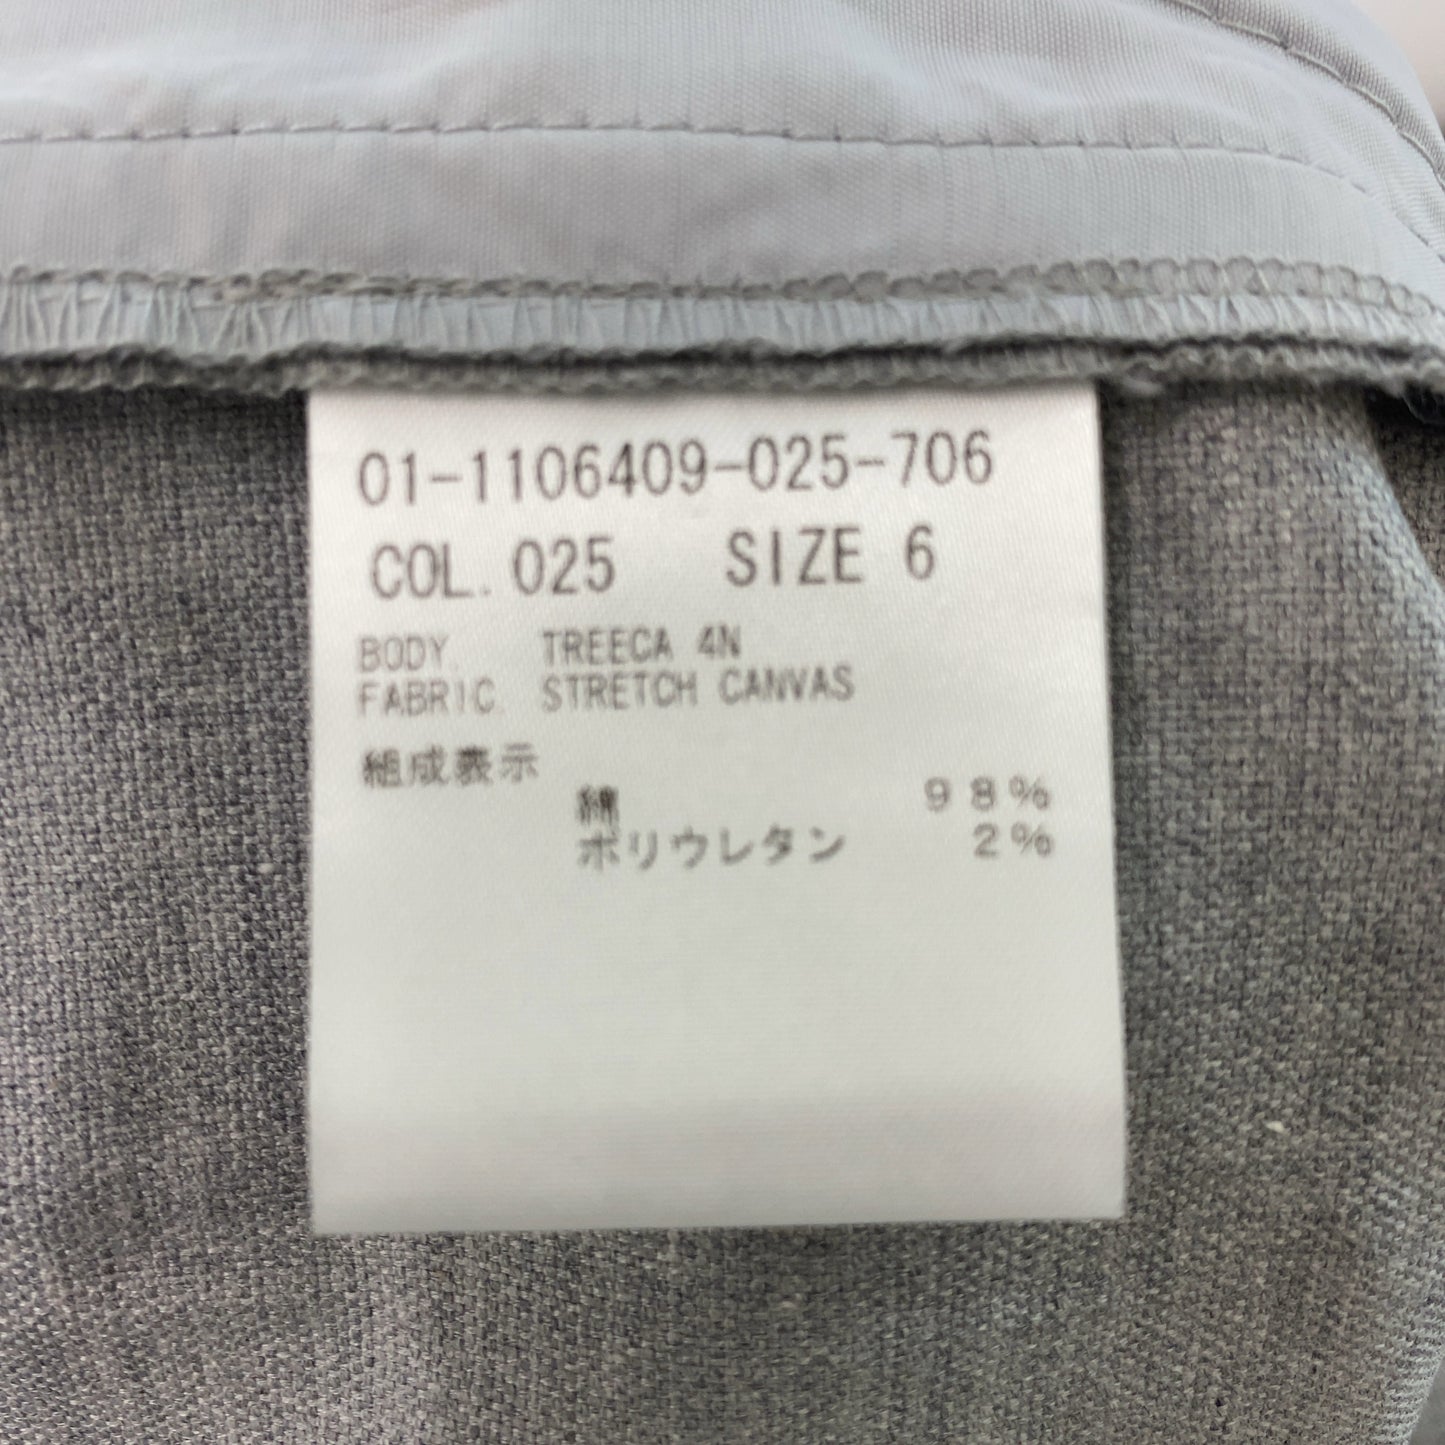 01-1106409-025-706
COL. 025 SIZE 6
BODY. TREECA 4N
FABRIC. STRETCH CANVAS
組成表示
綿 98%
ポリウレタン 2%